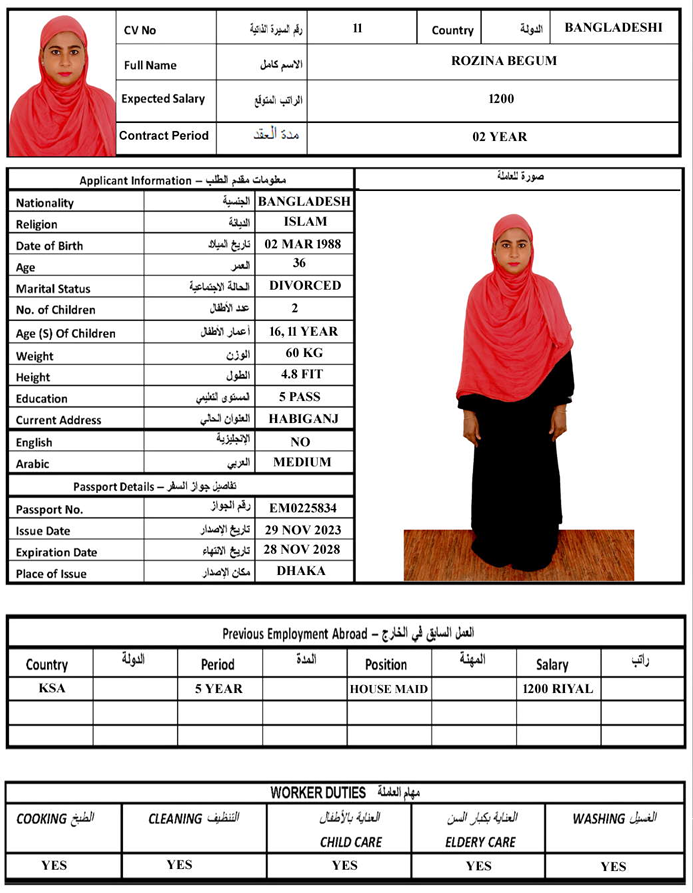 CV No رقم السيرة الذاتية 11 Country الدولة BANGLADESHI
Full Name الاسم كامل ROZINA BEGUM
Expected Salary الراتب المتوقع 1200
Contract Period مدة العقد 02 YEAR
Applicant Information – معلومات مقدم الطلب
صورة للعاملة
Nationality الجنسية BANGLADESH
Religion الديانة ISLAM
Date of Birth تاريخ الميلاد 02 MAR 1988
Age العمر 36
Marital Status الحالة الاجتماعية DIVORCED
No. of Children عدد الأطفال 2
Age (S) Of Children أعمار الأطفال 16, 11 YEAR
Weight الوزن 60 KG
Height الطول 4.8 FIT
Education المستوى التعليمي 5 PASS
Current Address العنوان الحالي HABIGANJ
English الإنجليزية NO
Arabic العربي MEDIUM
Passport Details – تفاصيل جواز السفر
Passport No. رقم الجواز EM0225834
Issue Date تاريخ الإصدار 29 NOV 2023
Expiration Date تاريخ الانتهاء 28 NOV 2028
Place of Issue مكان الإصدار DHAKA
Previous Employment Abroad – العمل السابق في الخارج
Country الدولة Period المدة Position المهنة Salary راتب
KSA 5 YEAR HOUSE MAID 1200 RIYAL
WORKER DUTIES مهام العاملة
COOKING الطبخ CLEANING التنظيف العناية بالأطفال العناية بكبار السن WASHING الغسيل
CHILD CARE ELDERY CARE
YES YES YES YES YES